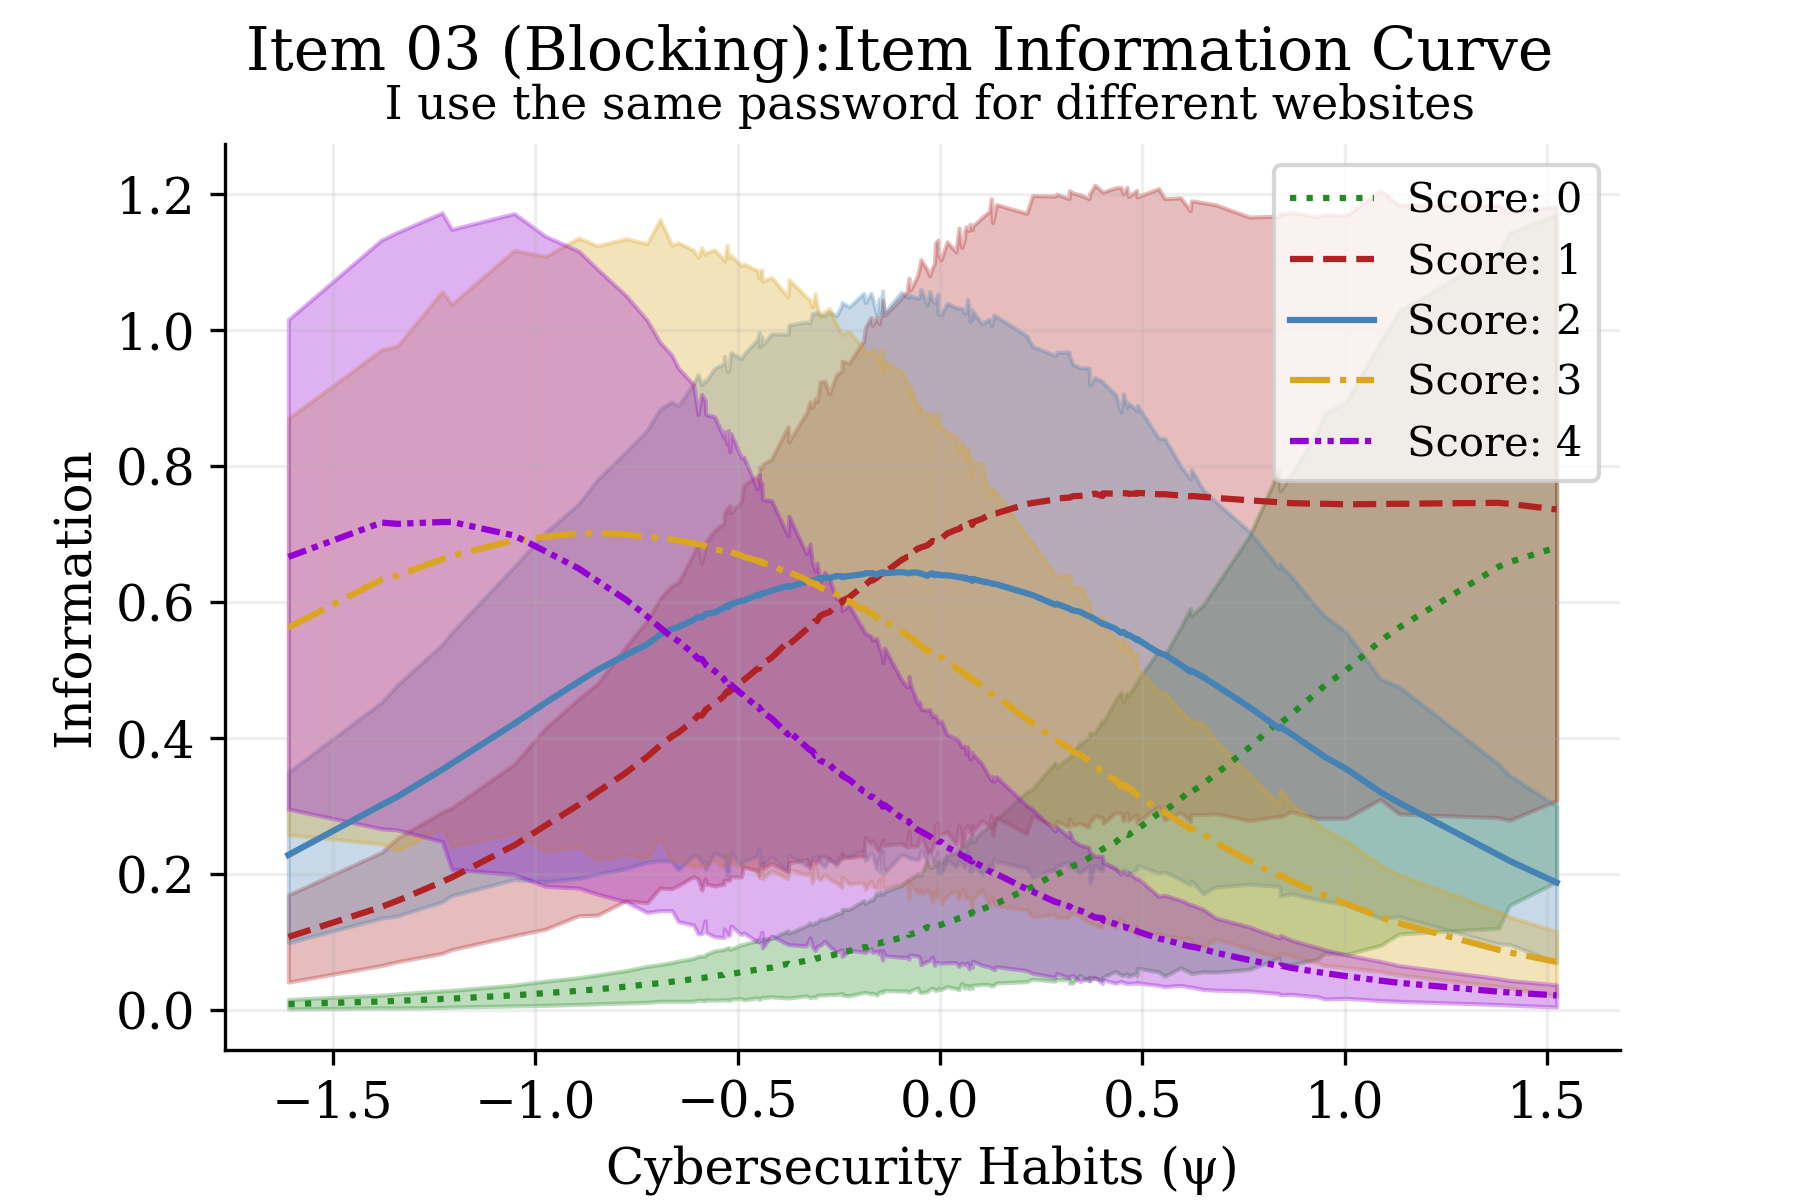 Item 03 (Blocking):Item Information Curve
I use the same password for different websites
Information
1.2
1.0
0.8
0.6
0.4
0.2
0.0
Score: 0
Score: 1
Score: 2
Score: 3
Score: 4
−1.5 −1.0 −0.5 0.0 0.5 1.0 1.5
Cybersecurity Habits (ψ)